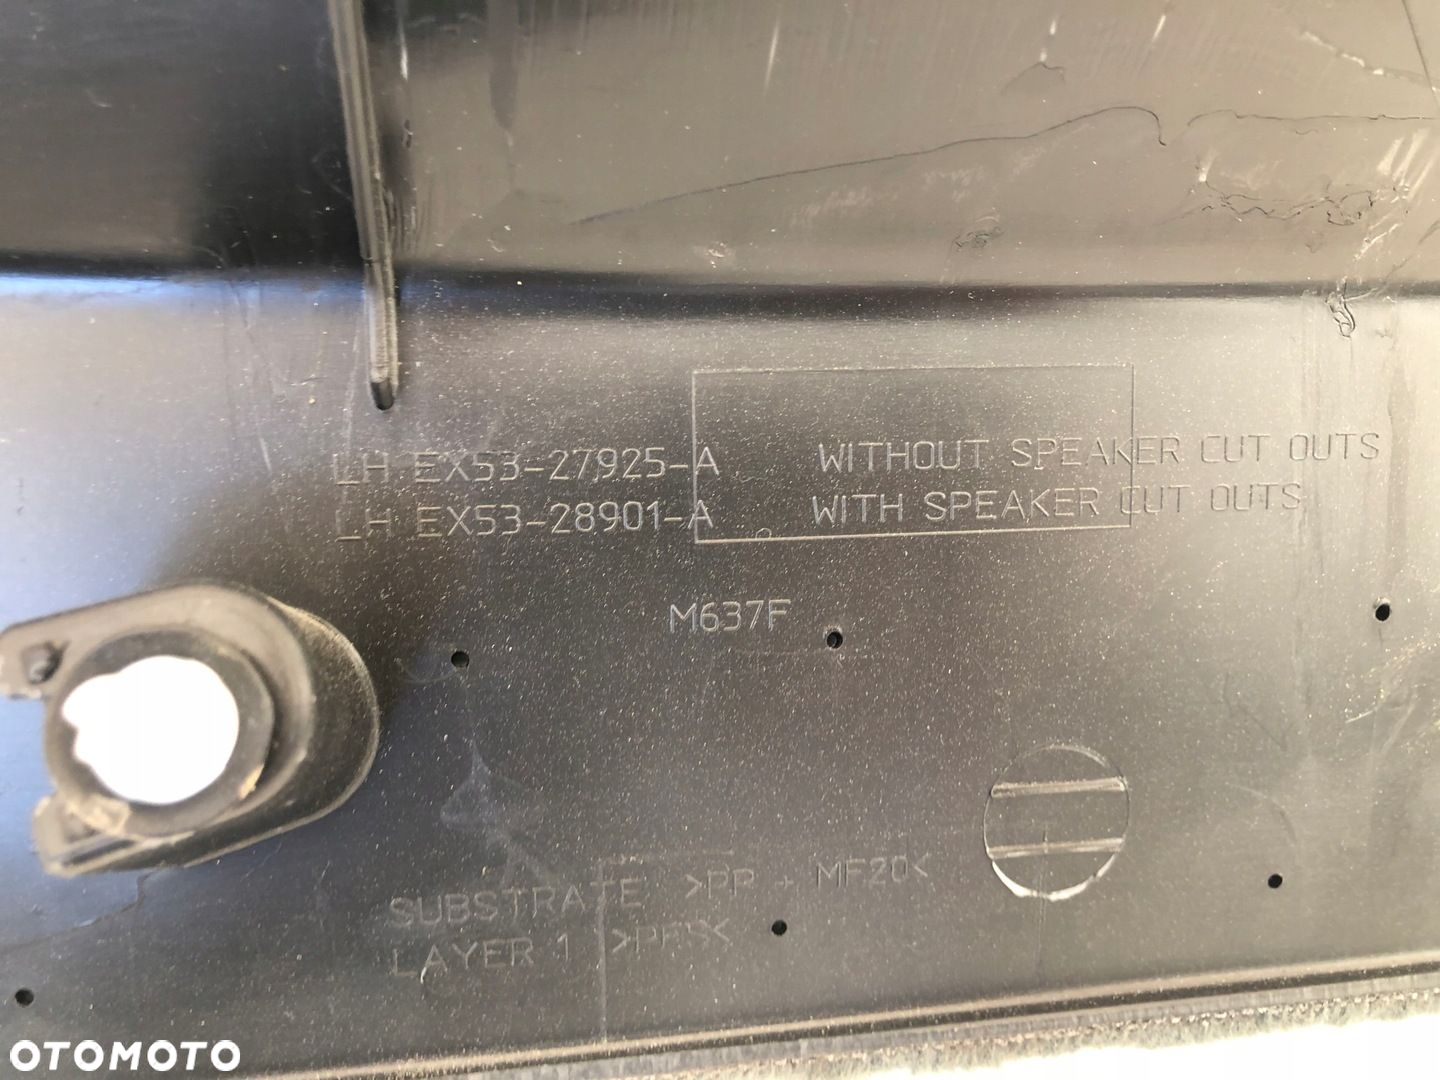 LH EX53-27925-A WITHOUT SPEAKER CUT OUTS
LH EX53-28901-A WITH SPEAKER CUT OUTS
M637F
SUBSTRATE >PP + MF20<
LAYER 1
OTOMOTO